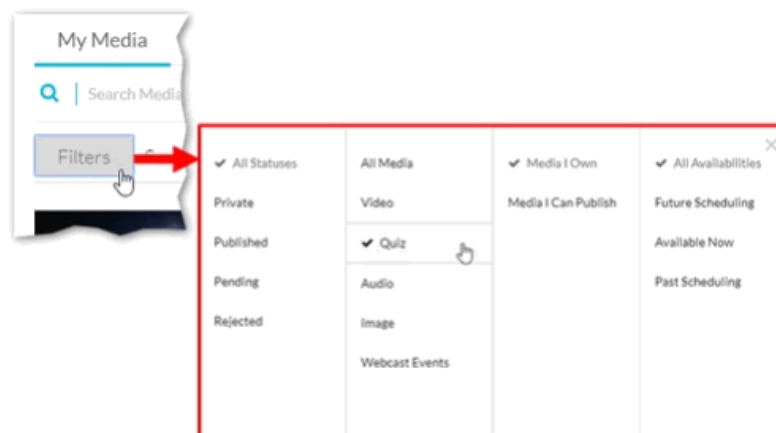 My Media
Search Media
Filters
All Statuses
Private
Published
Pending
Rejected
All Media
Video
Quiz
Audio
Image
Webcast Events
Media I Own
Media I Can Publish
All Availabilities
Future Scheduling
Available Now
Past Scheduling